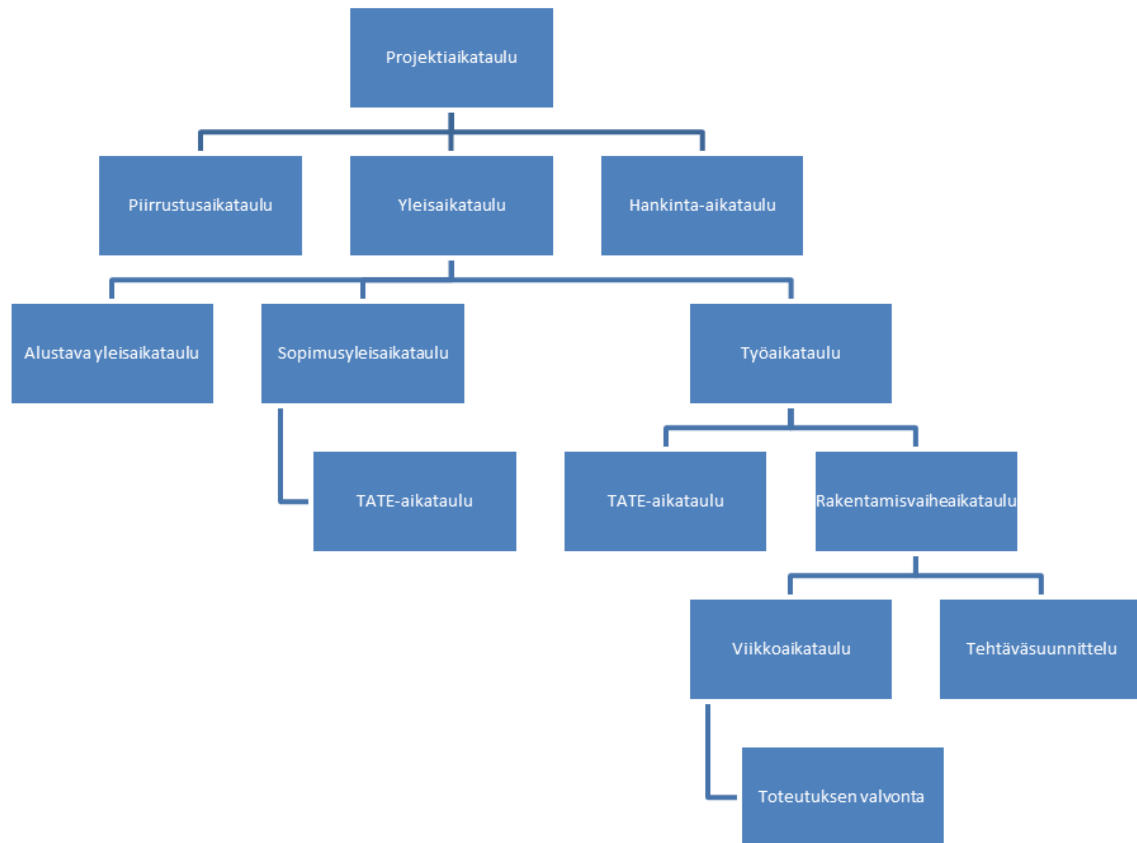 Projektiaikataulu
Piirrustusaikataulu
Yleisaikataulu
Hankinta-aikataulu
Alustava yleisaikataulu
Sopimusyleisaikataulu
Työaikataulu
TATE-aikataulu
TATE-aikataulu
Rakentamisvaiheaikataulu
Viikkoaikataulu
Tehtäväsuunnittelu
Toteutuksen valvonta